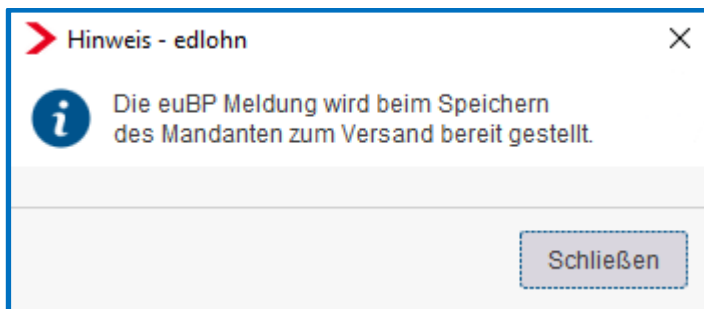 Hinweis - edlohn
Die euBP Meldung wird beim Speichern
des Mandanten zum Versand bereit gestellt.
Schließen